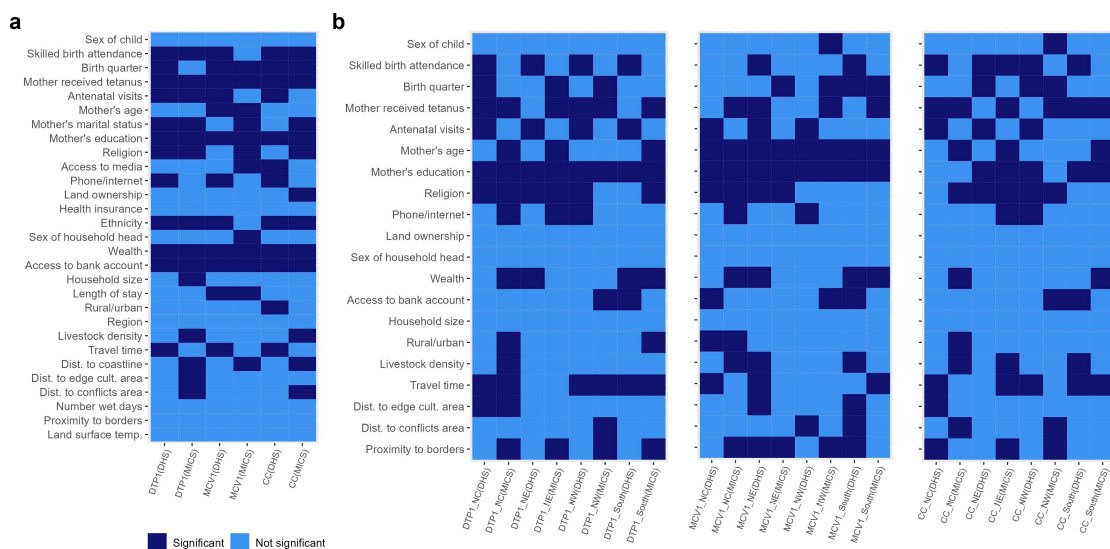 a
Sex of child
Skilled birth attendance
Birth quarter
Mother received tetanus
Antenatal visits
Mother's age
Mother's marital status
Mother's education
Religion
Access to media
Phone/internet
Land ownership
Health insurance
Ethnicity
Sex of household head
Wealth
Access to bank account
Household size
Length of stay
Rural/urban
Region
Livestock density
Travel time
Dist. to coastline
Dist. to edge cult. area
Dist. to conflicts area
Number wet days
Proximity to borders
Land surface temp.
DTP1(DHS)
DTP1(MICS)
MCV1(DHS)
MCV1(MICS)
CC(DHS)
CC(MICS)
Significant
Not significant
b
Sex of child
Skilled birth attendance
Birth quarter
Mother received tetanus
Antenatal visits
Mother's age
Mother's education
Religion
Phone/internet
Land ownership
Sex of household head
Wealth
Access to bank account
Household size
Rural/urban
Livestock density
Travel time
Dist. to edge cult. area
Dist. to conflicts area
Proximity to borders
DTP1_NC(DHS)
DTP1_NC(MICS)
DTP1_NE(DHS)
DTP1_NE(MICS)
DTP1_NW(DHS)
DTP1_NW(MICS)
DTP1_South(DHS)
DTP1_South(MICS)
MCV1_NC(DHS)
MCV1_NC(MICS)
MCV1_NE(DHS)
MCV1_NE(MICS)
MCV1_NW(DHS)
MCV1_NW(MICS)
MCV1_South(DHS)
MCV1_South(MICS)
CC_NC(DHS)
CC_NC(MICS)
CC_NE(DHS)
CC_NE(MICS)
CC_NW(DHS)
CC_NW(MICS)
CC_South(DHS)
CC_South(MICS)